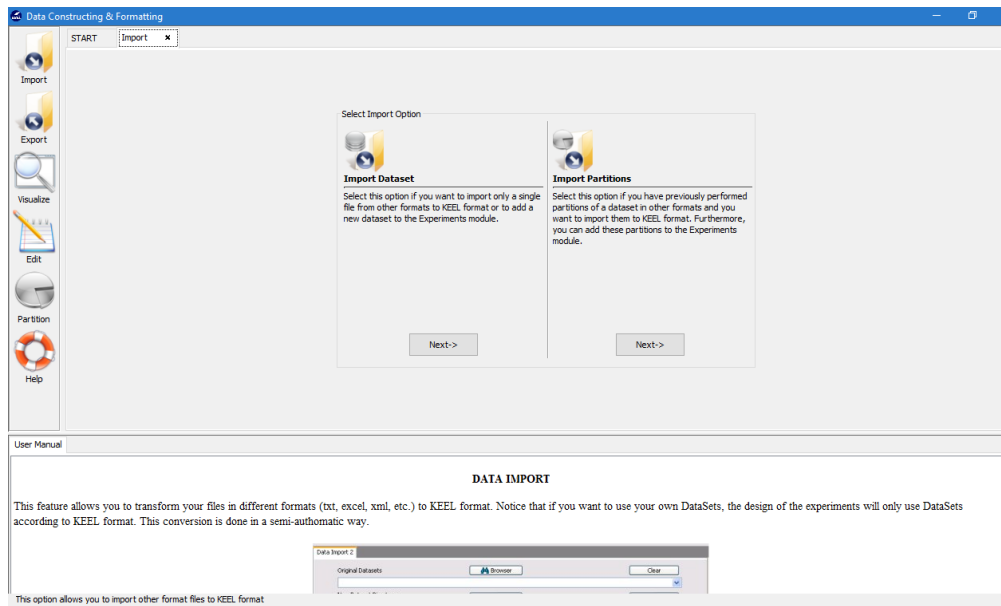 Data Constructing & Formatting
START
Import
Import
Export
Visualize
Edit
Partition
Help
Select Import Option
Import Dataset
Select this option if you want to import only a single
file from other formats to KEEL format or to add a
new dataset to the Experiments module.
Next->
Import Partitions
Select this option if you have previously performed
partitions of a dataset in other formats and you
want to import them to KEEL format. Furthermore,
you can add these partitions to the Experiments
module.
Next->
User Manual
DATA IMPORT
This feature allows you to transform your files in different formats (txt, excel, xml, etc.) to KEEL format. Notice that if you want to use your own DataSets, the design of the experiments will only use DataSets
according to KEEL format. This conversion is done in a semi-authomatic way.
Data Import 2
Original Datasets
Browser
Clear
This option allows you to import other format files to KEEL format